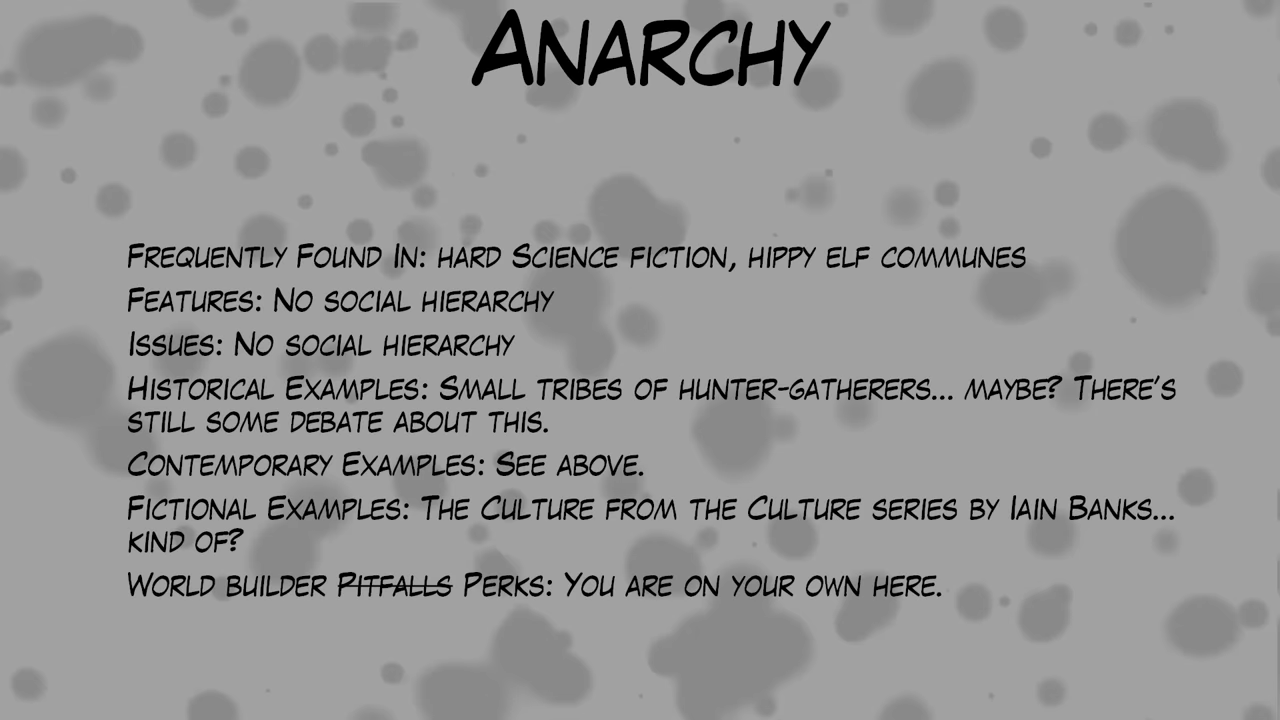 Anarchy
Frequently Found In: hard Science fiction, hippy elf communes
Features: No social hierarchy
Issues: No social hierarchy
Historical Examples: Small tribes of hunter-gatherers... maybe? There's
still some debate about this.
Contemporary Examples: See above.
Fictional Examples: The Culture from the Culture series by Iain Banks...
kind of?
World builder Pitfalls Perks: You are on your own here.